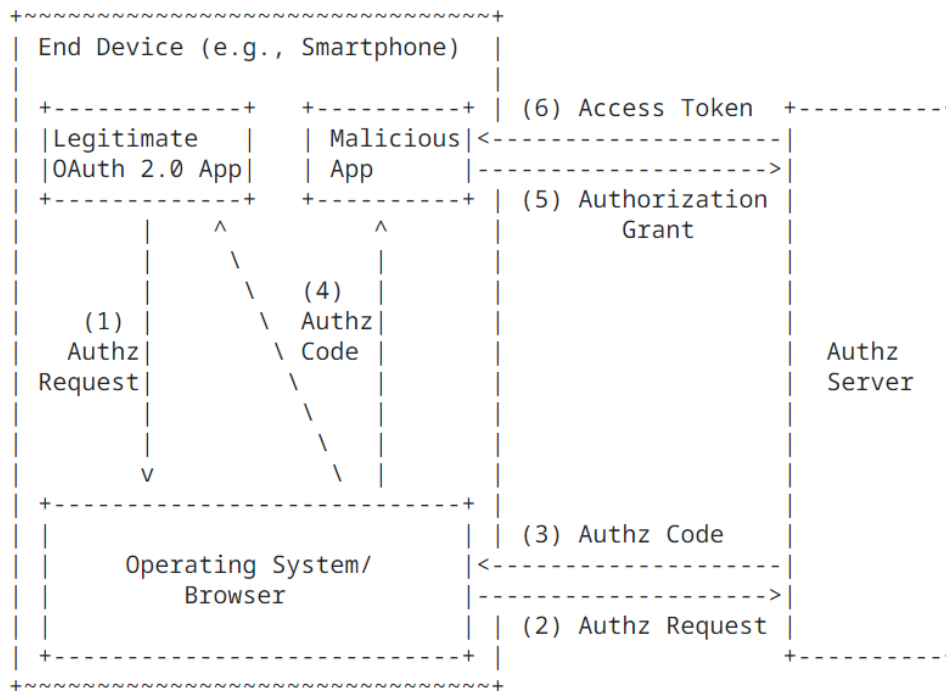 +~~~~~~~~~~~~~~~~~~~~~~~~~~~~~~~~+
| End Device (e.g., Smartphone)  |
|                                |
| +-------------+   +----------+ | (6) Access Token  +----------
| |Legitimate   |   | Malicious|<--------------------|
| |OAuth 2.0 App|   | App      |-------------------->|
| +-------------+   +----------+ | (5) Authorization |
|        |    ^          ^       |        Grant      |
|        |     \         |       |                   |
|        |      \   (4)  |       |                   |
|    (1) |       \  Authz|       |                   |
|   Authz|        \ Code |       |                   |  Authz
| Request|         \     |       |                   |  Server
|        |          \    |       |                   |
|        |           \   |       |                   |
|        v            \  |       |                   |
| +----------------------------+ |                   |
| |                            | | (3) Authz Code    |
| |     Operating System/      |<--------------------|
| |         Browser            |-------------------->|
| |                            | | (2) Authz Request |
| +----------------------------+ |                   +----------
+~~~~~~~~~~~~~~~~~~~~~~~~~~~~~~~~+